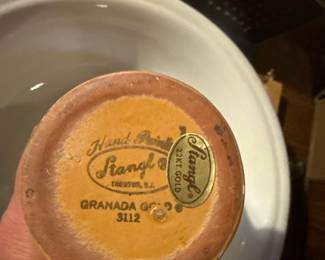 Hand Painted
Stangl ®
TRENTON, N.J.
GRANADA GOLD ®
3112
Stangl ®
22KT GOLD